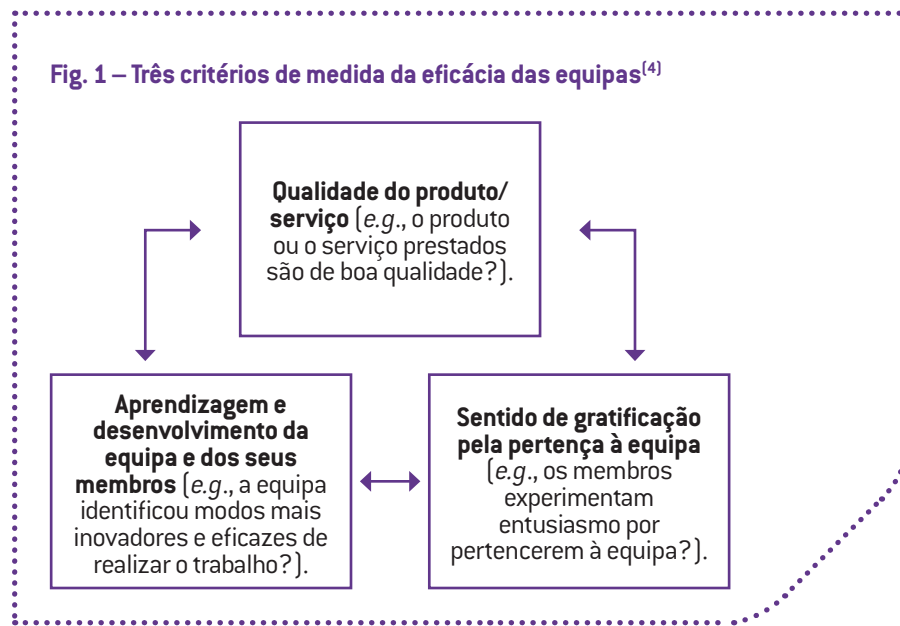 Fig. 1 – Três critérios de medida da eficácia das equipas(4)
Qualidade do produto/
serviço (e.g., o produto
ou o serviço prestados
são de boa qualidade?).
Aprendizagem e
desenvolvimento da
equipa e dos seus
membros (e.g., a equipa
identificou modos mais
inovadores e eficazes de
realizar o trabalho?).
Sentido de gratificação
pela pertença à equipa
(e.g., os membros
experimentam
entusiasmo por
pertencerem à equipa?).